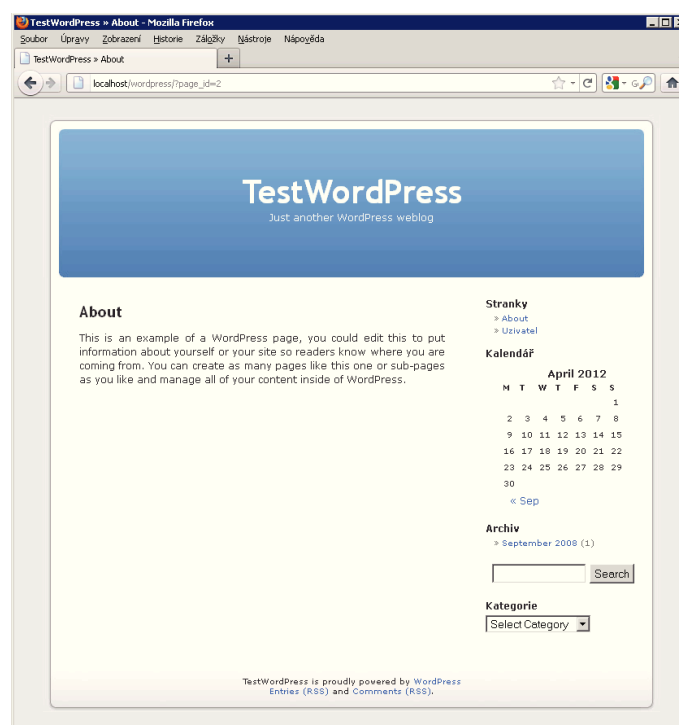 TestWordPress » About - Mozilla Firefox
Soubor Úpravy Zobrazení Historie Záložky Nástroje Nápověda
TestWordPress » About
localhost/wordpress/?page_id=2
TestWordPress
Just another WordPress weblog
About
This is an example of a WordPress page, you could edit this to put
information about yourself or your site so readers know where you are
coming from. You can create as many pages like this one or sub-pages
as you like and manage all of your content inside of WordPress.
Stranky
» About
» Uzivatel
Kalendář
April 2012
M T W T F S S
1
2 3 4 5 6 7 8
9 10 11 12 13 14 15
16 17 18 19 20 21 22
23 24 25 26 27 28 29
30
« Sep
Archiv
» September 2008 (1)
Search
Kategorie
Select Category
TestWordPress is proudly powered by WordPress
Entries (RSS) and Comments (RSS).